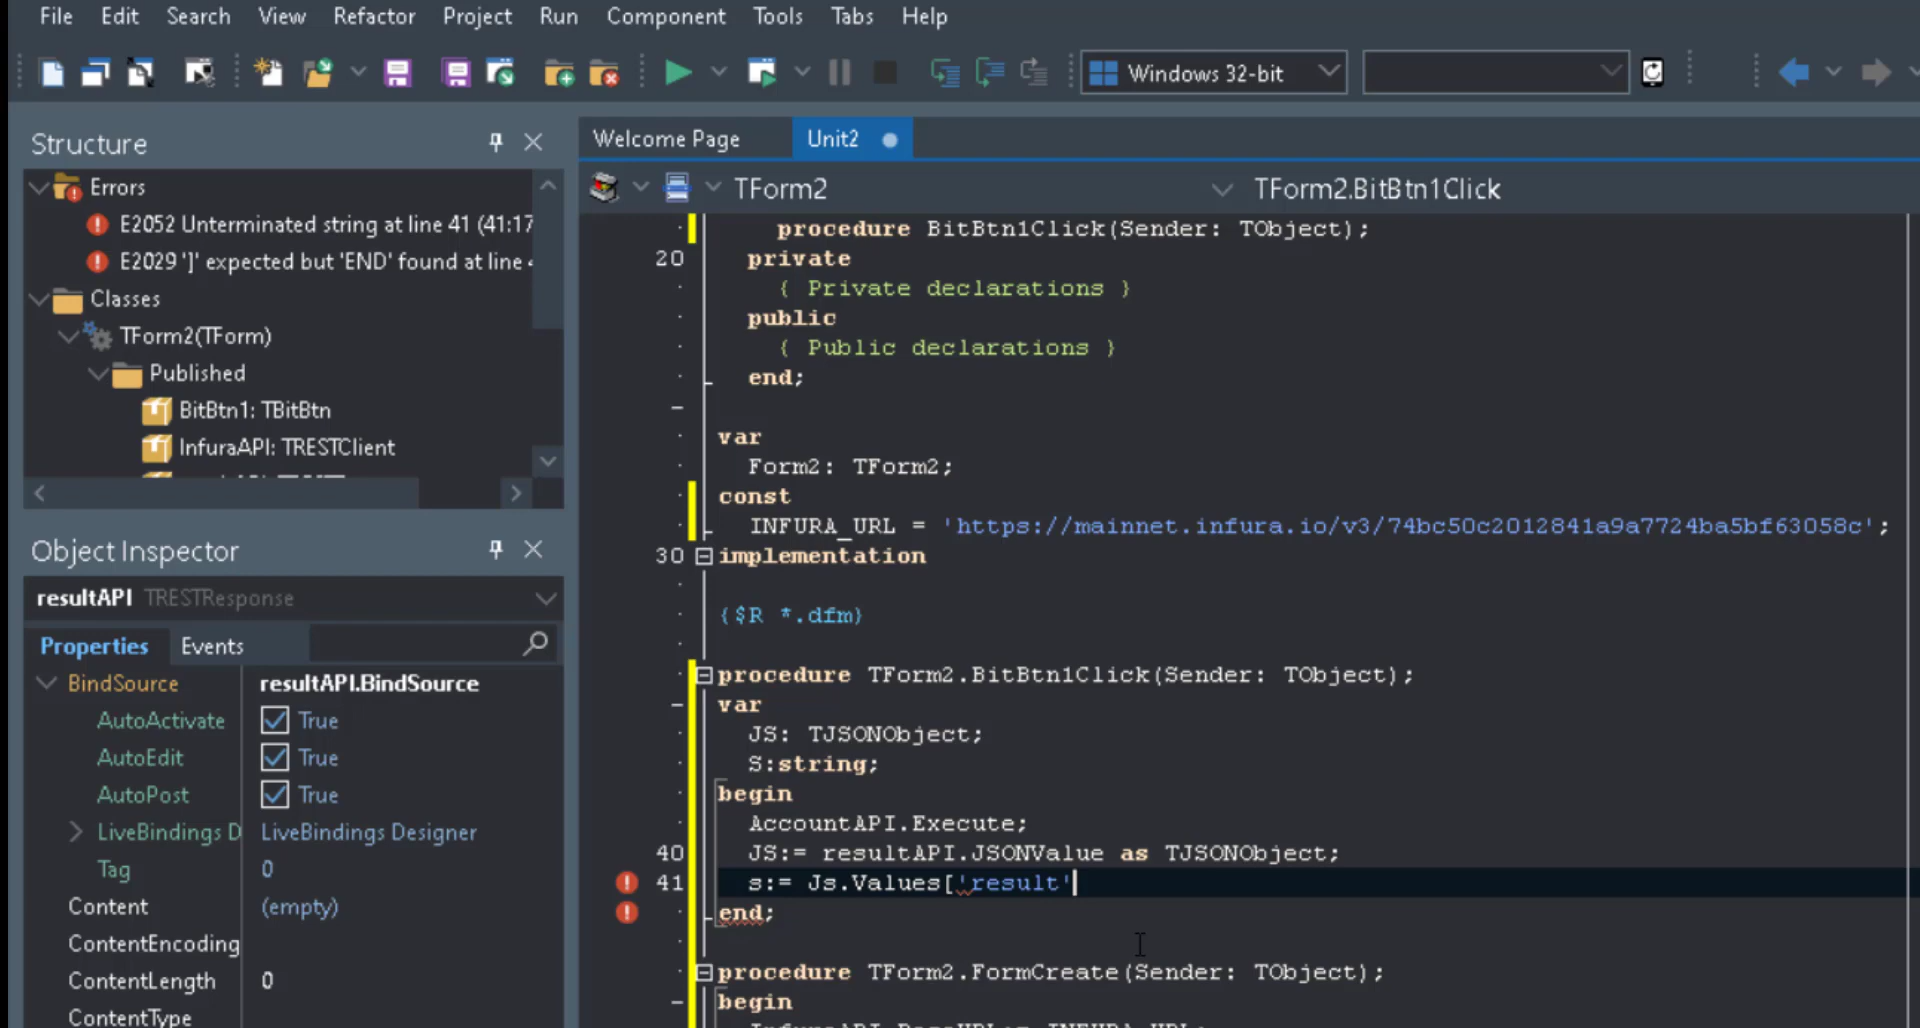 File Edit Search View Refactor Project Run Component Tools Tabs Help
Windows 32-bit
Structure
Errors
E2052 Unterminated string at line 41 (41:17
E2029 ']' expected but 'END' found at line
Classes
TForm2(TForm)
Published
BitBtn1: TBitBtn
InfuraAPI: TRESTClient
Object Inspector
resultAPI TRESTResponse
Properties Events
BindSource resultAPI.BindSource
AutoActivate True
AutoEdit True
AutoPost True
LiveBindings D LiveBindings Designer
Tag 0
Content (empty)
ContentEncoding
ContentLength 0
ContentType
Welcome Page Unit2
TForm2 TForm2.BitBtn1Click
procedure BitBtn1Click(Sender: TObject);
20 private
{ Private declarations }
public
{ Public declarations }
end;
var
Form2: TForm2;
const
INFURA_URL = 'https://mainnet.infura.io/v3/74bc50c2012841a9a7724ba5bf63058c';
30 implementation
{$R *.dfm}
procedure TForm2.BitBtn1Click(Sender: TObject);
var
JS: TJSONObject;
S:string;
begin
AccountAPI.Execute;
40 JS:= resultAPI.JSONValue as TJSONObject;
41 s:= Js.Values['result'
end;
procedure TForm2.FormCreate(Sender: TObject);
begin
InfuraAPI.BaseURL:= INFURA_URL;